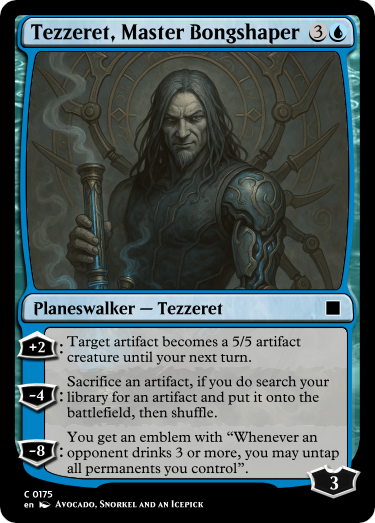 Tezzeret, Master Bongshaper 3
Planeswalker — Tezzeret
+2: Target artifact becomes a 5/5 artifact
creature until your next turn.
-4: Sacrifice an artifact, if you do search your
library for an artifact and put it onto the
battlefield, then shuffle.
-8: You get an emblem with “Whenever an
opponent drinks 3 or more, you may untap
all permanents you control”.
3
C 0175
en AVOCADO, SNORKEL AND AN ICEPICK